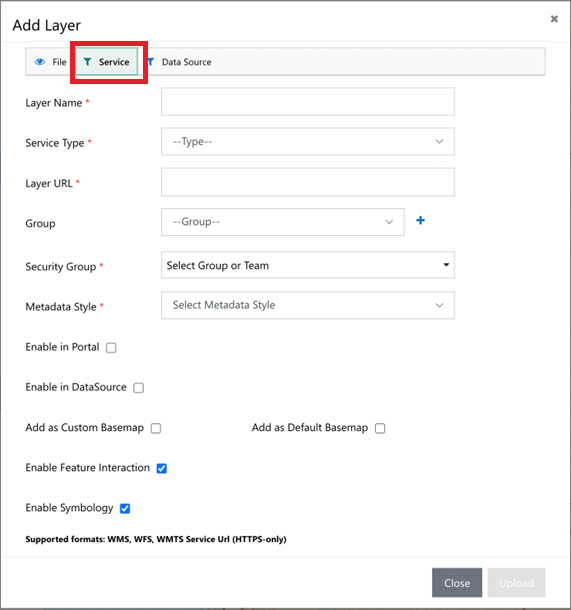 Add Layer
File Service Data Source
Layer Name *
Service Type * --Type--
Layer URL *
Group --Group--
Security Group * Select Group or Team
Metadata Style * Select Metadata Style
Enable in Portal
Enable in DataSource
Add as Custom Basemap Add as Default Basemap
Enable Feature Interaction
Enable Symbology
Supported formats: WMS, WFS, WMTS Service Url (HTTPS-only)
Close Upload